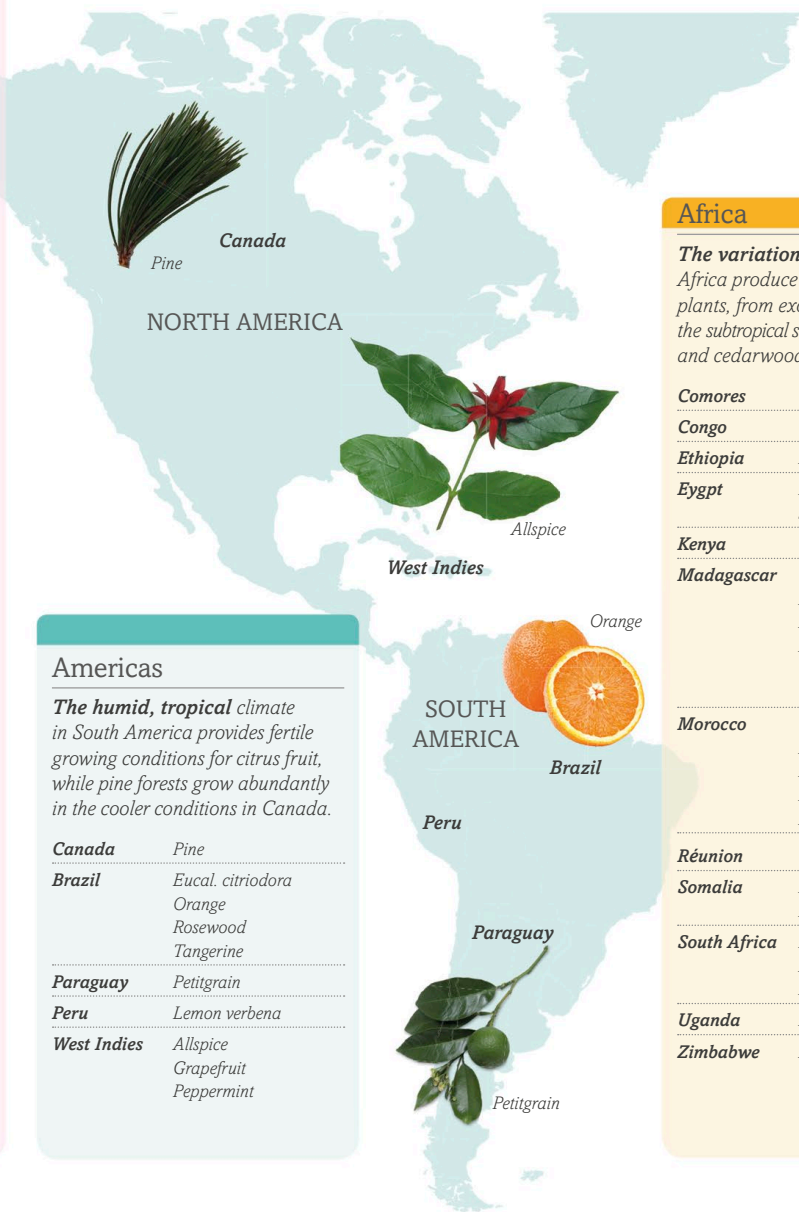 Canada
Pine
NORTH AMERICA
Allspice
West Indies
Orange
SOUTH
AMERICA
Brazil
Peru
Paraguay
Petitgrain
Americas
The humid, tropical climate
in South America provides fertile
growing conditions for citrus fruit,
while pine forests grow abundantly
in the cooler conditions in Canada.
Canada Pine
Brazil Eucal. citriodora
Orange
Rosewood
Tangerine
Paraguay Petitgrain
Peru Lemon verbena
West Indies Allspice
Grapefruit
Peppermint
Africa
The variation
Africa produce
plants, from
the subtropical
and
Comores
Congo
Ethiopia
Eygpt
Kenya
Madagascar
Morocco
Réunion
Somalia
South Africa
Uganda
Zimbabwe